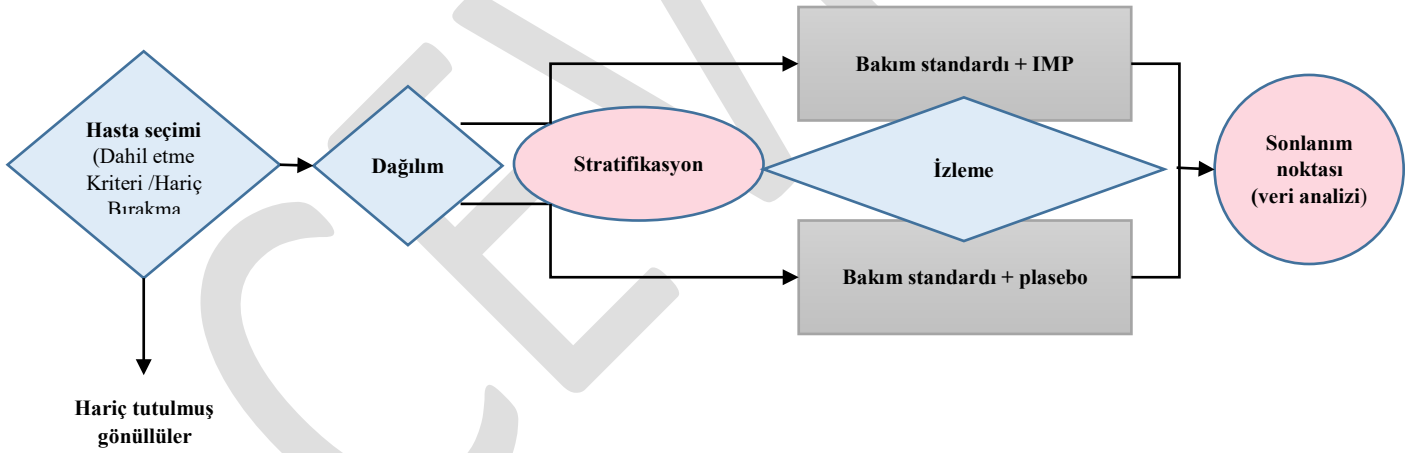 Hasta seçimi
(Dahil etme
Kriteri /Hariç
Bırakma
Hariç tutulmuş
gönüllüler
Dağılım
Stratifikasyon
Bakım standardı + IMP
İzleme
Bakım standardı + plasebo
Sonlanım
noktası
(veri analizi)